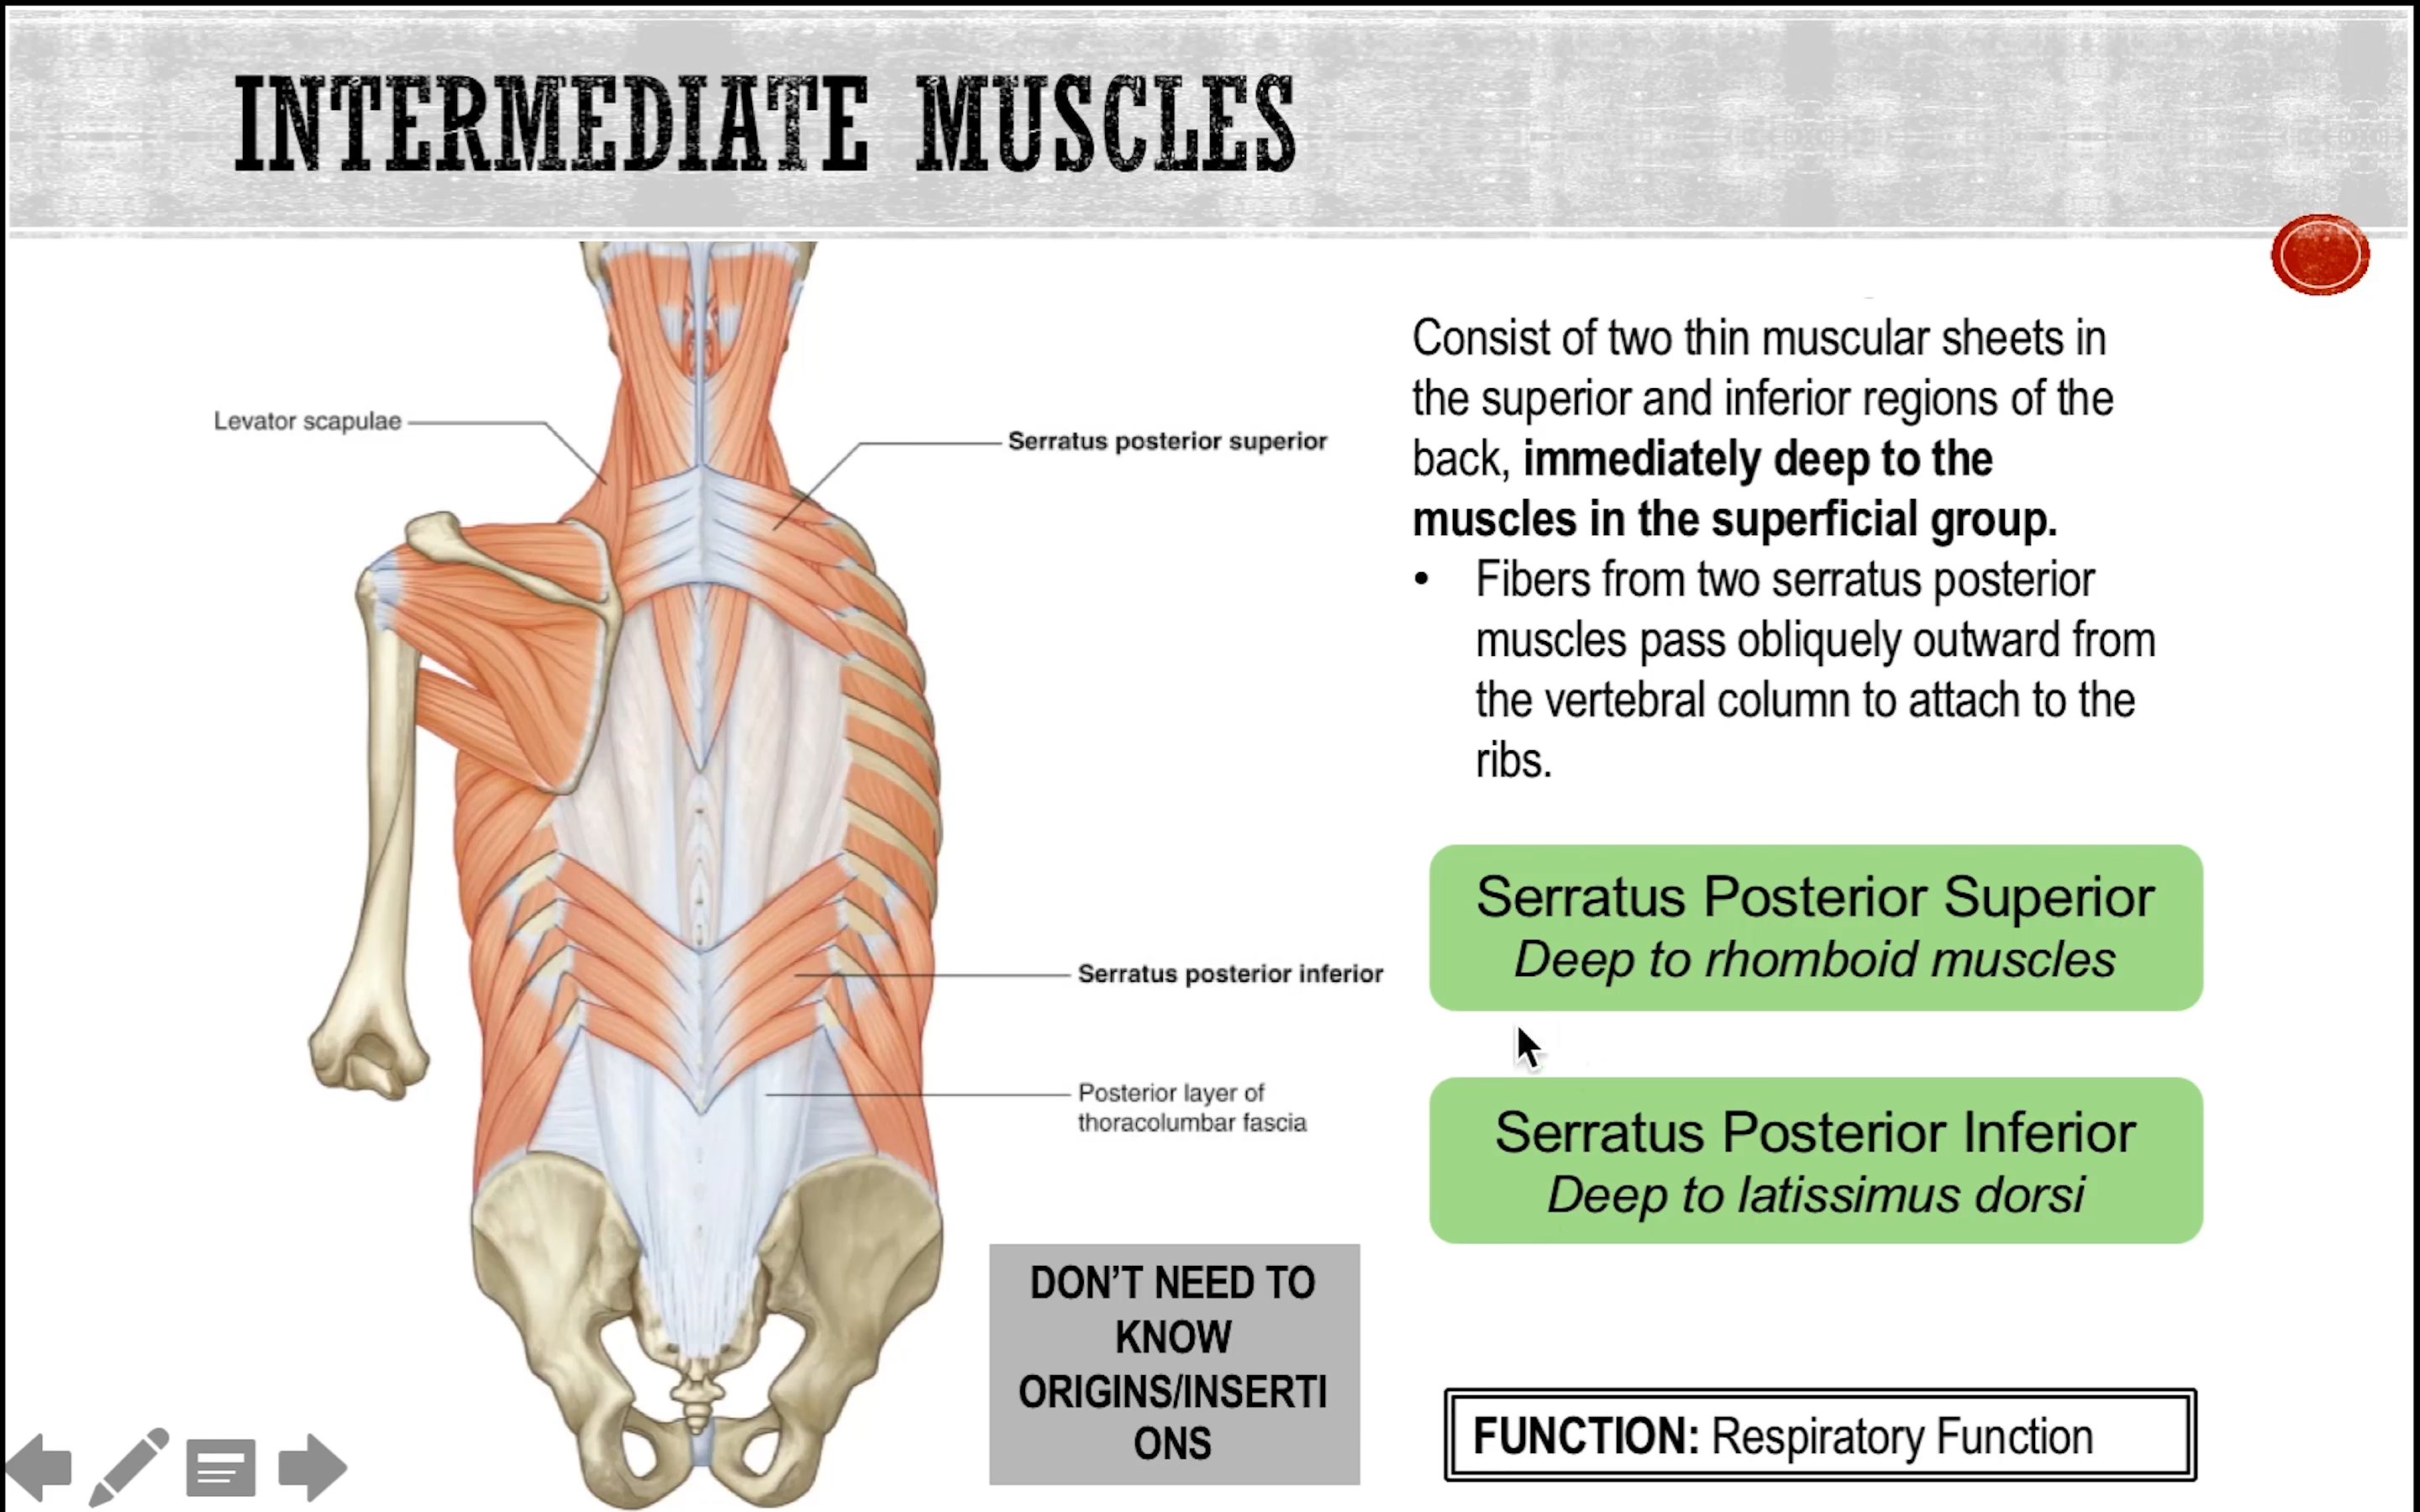 INTERMEDIATE MUSCLES
Levator scapulae
Serratus posterior superior
Serratus posterior inferior
Posterior layer of
thoracolumbar fascia
DON’T NEED TO
KNOW
ORIGINS/INSERTI
ONS
Consist of two thin muscular sheets in
the superior and inferior regions of the
back, immediately deep to the
muscles in the superficial group.
• Fibers from two serratus posterior
muscles pass obliquely outward from
the vertebral column to attach to the
ribs.
Serratus Posterior Superior
Deep to rhomboid muscles
Serratus Posterior Inferior
Deep to latissimus dorsi
FUNCTION: Respiratory Function